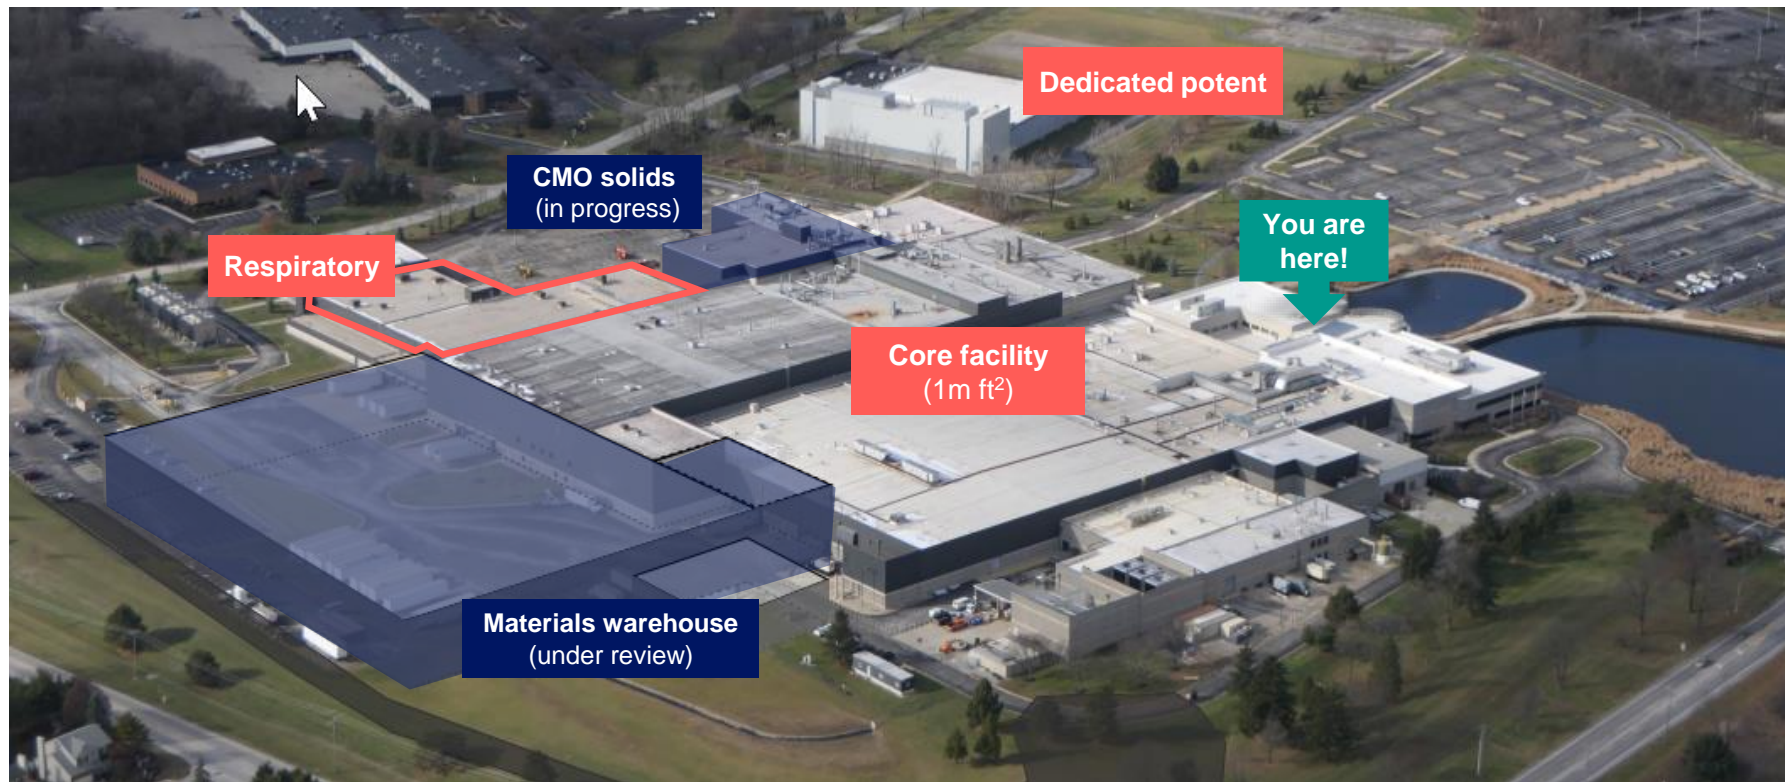 Dedicated potent
CMO solids
(in progress)
You are
here!
Respiratory
Core facility
(1m ft²)
Materials warehouse
(under review)